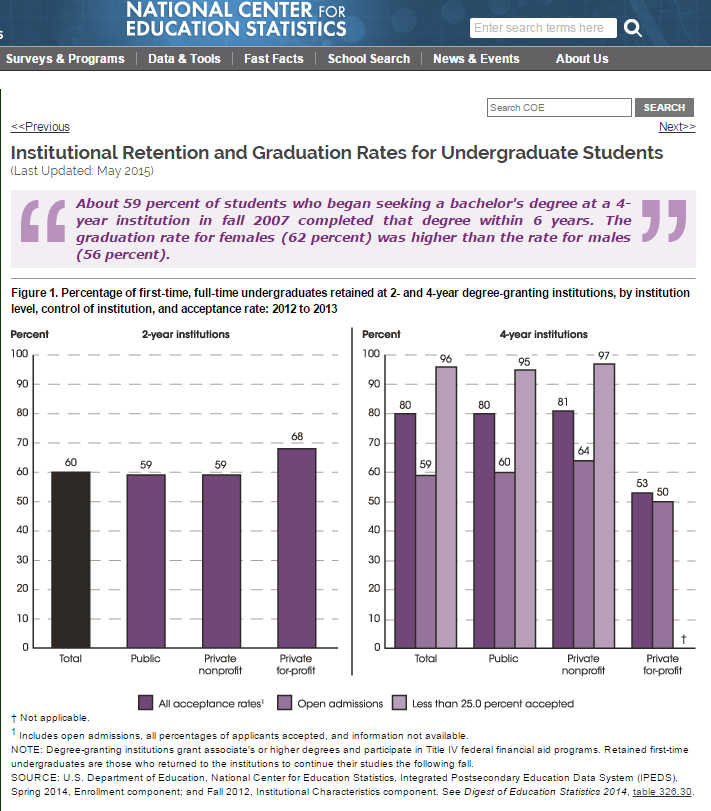 NATIONAL CENTER FOR
EDUCATION STATISTICS
Enter search terms here
s
Surveys & Programs
Data & Tools
Fast Facts
School Search
News & Events
About Us
Search COE
SEARCH
<<Previous
Next>>
Institutional Retention and Graduation Rates for Undergraduate Students
(Last Updated: May 2015)
About 59 percent of students who began seeking a bachelor's degree at a 4-
year institution in fall 2007 completed that degree within 6 years. The
graduation rate for females (62 percent) was higher than the rate for males
(56 percent).
Figure 1. Percentage of first-time, full-time undergraduates retained at 2- and 4-year degree-granting institutions, by institution
level, control of institution, and acceptance rate: 2012 to 2013
Percent
2-year institutions
100
90
80
70
60
50
40
30
20
10
0
60
59
59
68
Total
Public
Private
nonprofit
Private
for-profit
Percent
4-year institutions
100
90
80
70
60
50
40
30
20
10
0
80
59
96
80
60
95
81
64
97
53
50
†
Total
Public
Private
nonprofit
Private
for-profit
All acceptance rates¹
Open admissions
Less than 25.0 percent accepted
† Not applicable.
1 Includes open admissions, all percentages of applicants accepted, and information not available.
NOTE: Degree-granting institutions grant associate's or higher degrees and participate in Title IV federal financial aid programs. Retained first-time
undergraduates are those who returned to the institutions to continue their studies the following fall.
SOURCE: U.S. Department of Education, National Center for Education Statistics, Integrated Postsecondary Education Data System (IPEDS),
Spring 2014, Enrollment component; and Fall 2012, Institutional Characteristics component. See Digest of Education Statistics 2014, table 326.30.